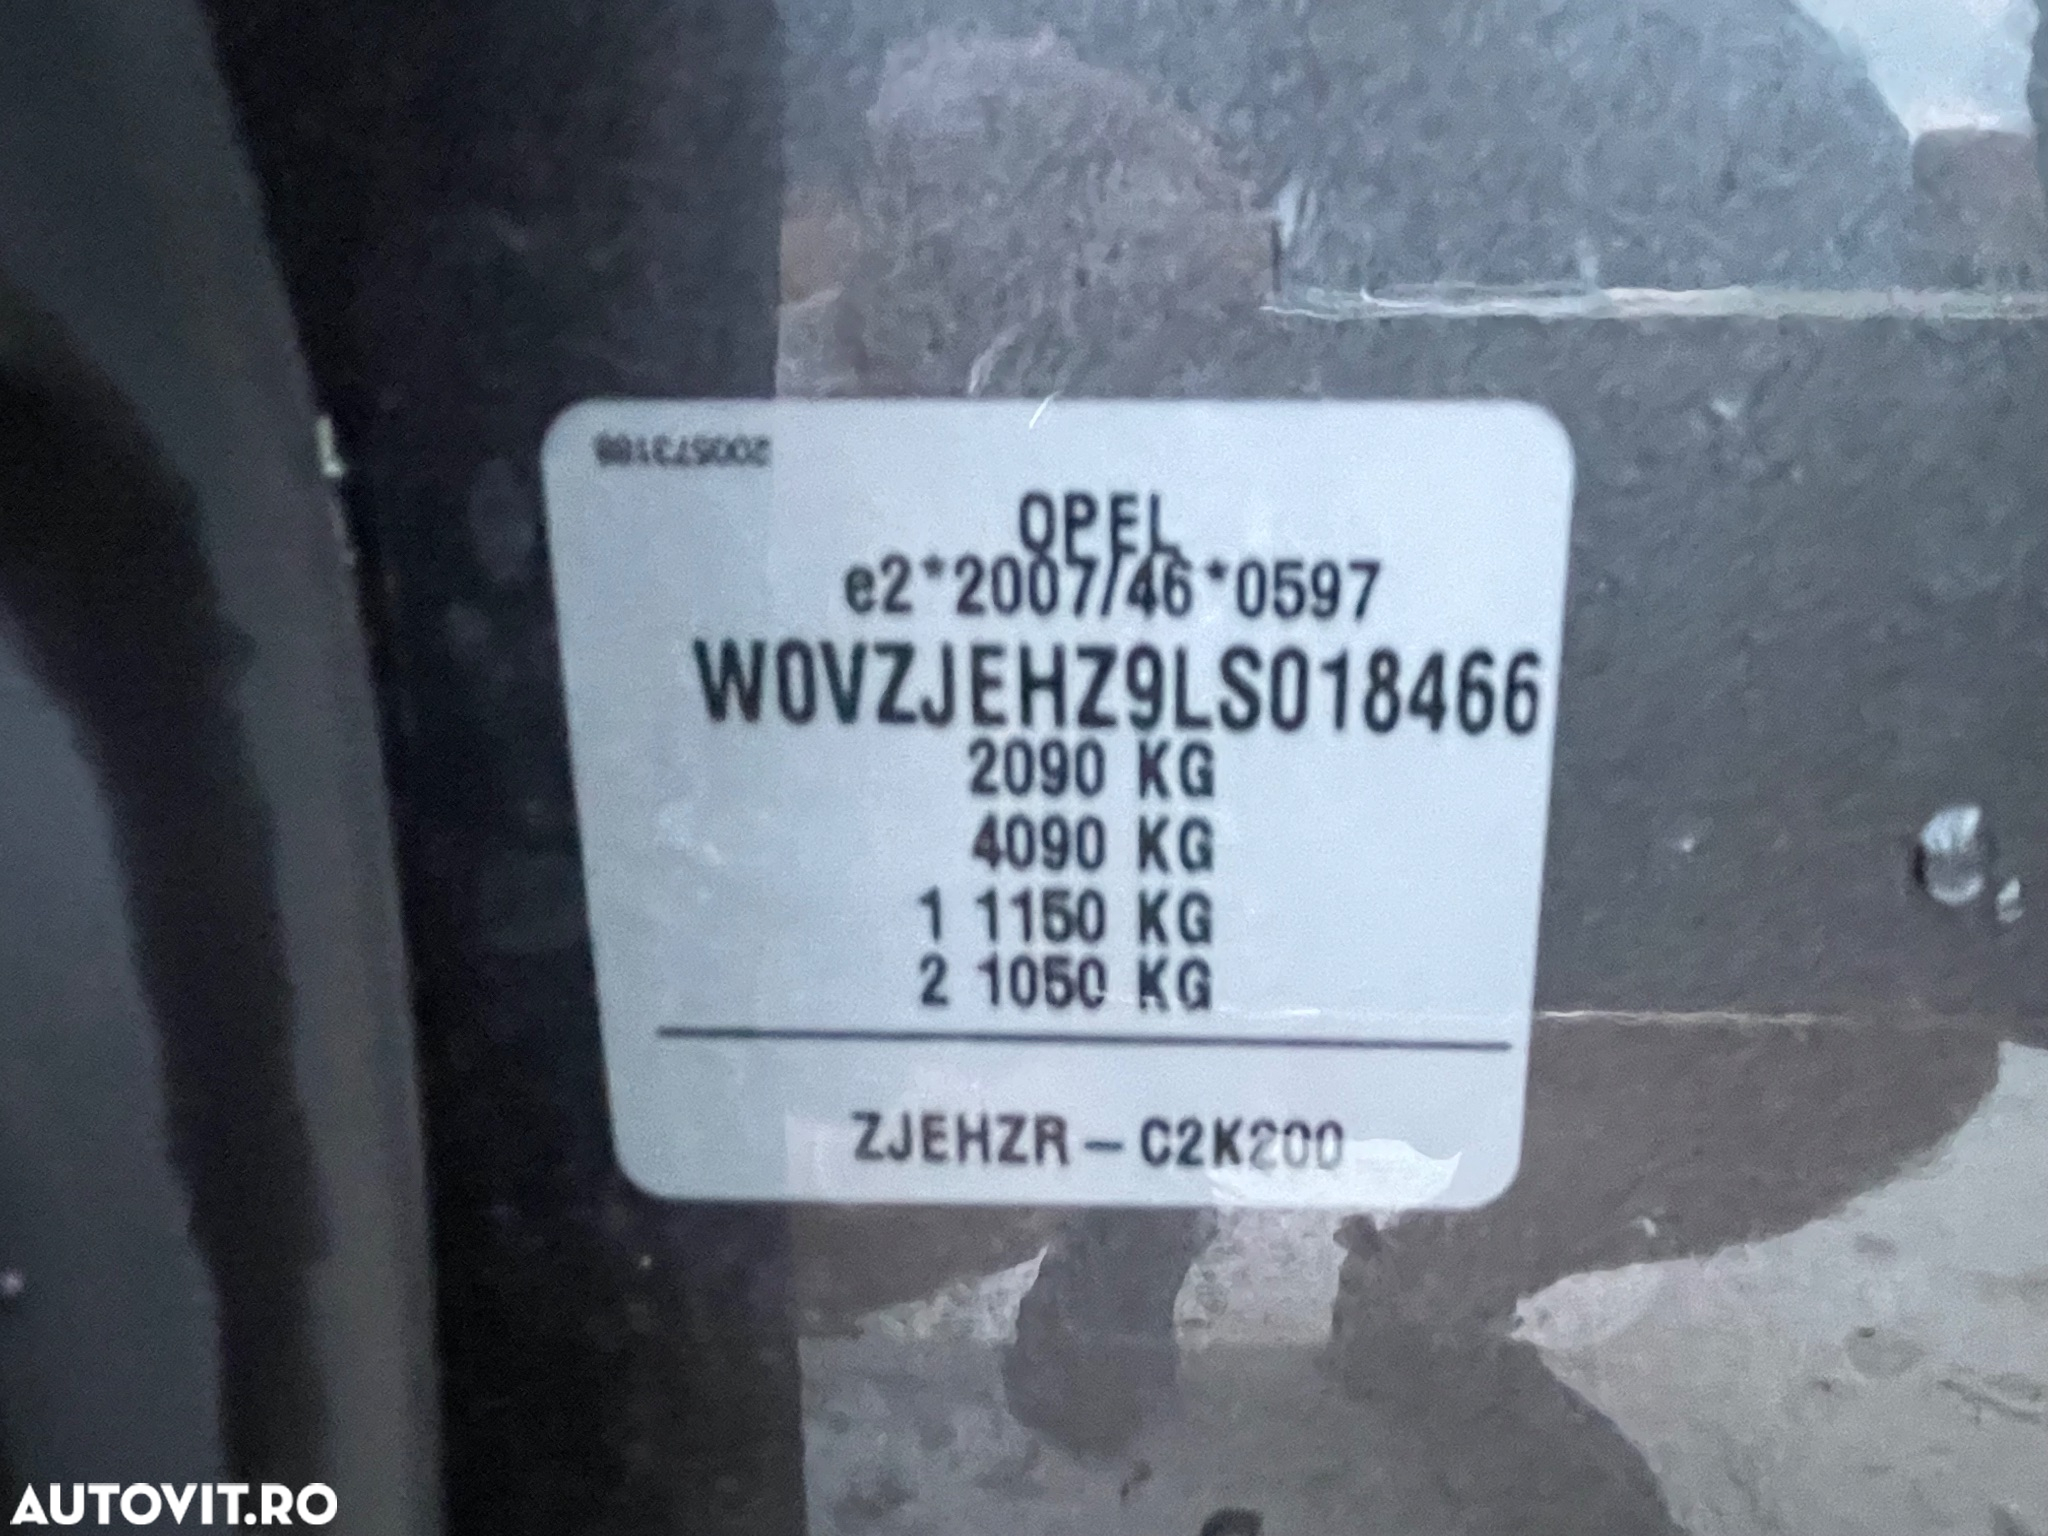 OPEL
e2*2007/46*0597
W0VZJEHZ9LS018466
2090 KG
4090 KG
1 1150 KG
2 1050 KG
ZJEHZR – C2K200
AUTOVIT.RO